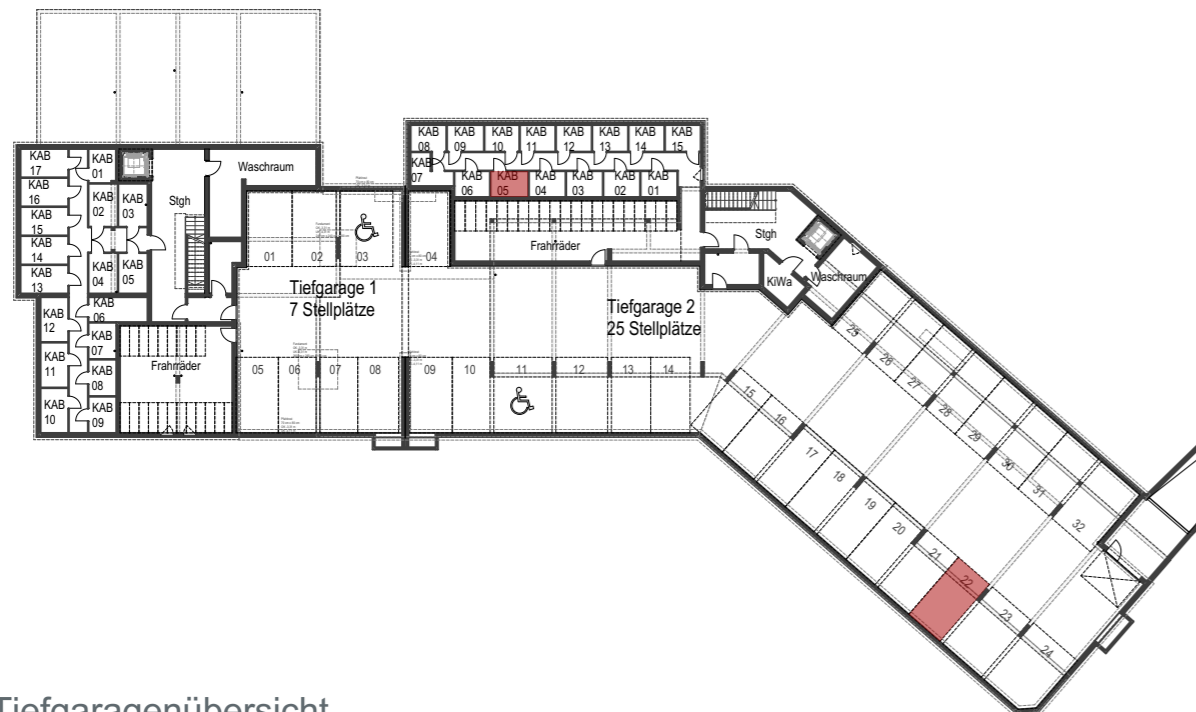 KAB
08
KAB
09
KAB
10
KAB
11
KAB
12
KAB
13
KAB
14
KAB
15
KAB
07
KAB
06
KAB
05
KAB
04
KAB
03
KAB
02
KAB
01
KAB
17
KAB
16
KAB
15
KAB
14
KAB
13
KAB
12
KAB
11
KAB
10
KAB
01
KAB
02
KAB
03
KAB
04
KAB
05
KAB
06
KAB
07
KAB
08
KAB
09
Stgh
Waschraum
Frahrräder
Frahrräder
Stgh
KiWa
Waschraum
01
02
03
04
Tiefgarage 1
7 Stellplätze
Tiefgarage 2
25 Stellplätze
05
06
07
08
09
10
11
12
13
14
15
16
17
18
19
20
21
22
23
24
25
26
27
28
29
30
31
32
Tiefgaragenübersicht